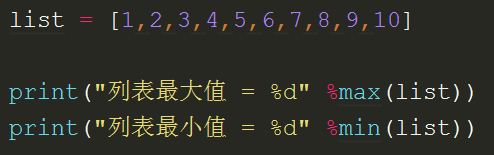 list = [1,2,3,4,5,6,7,8,9,10]
print("列表最大值 = %d" %max(list))
print("列表最小值 = %d" %min(list))